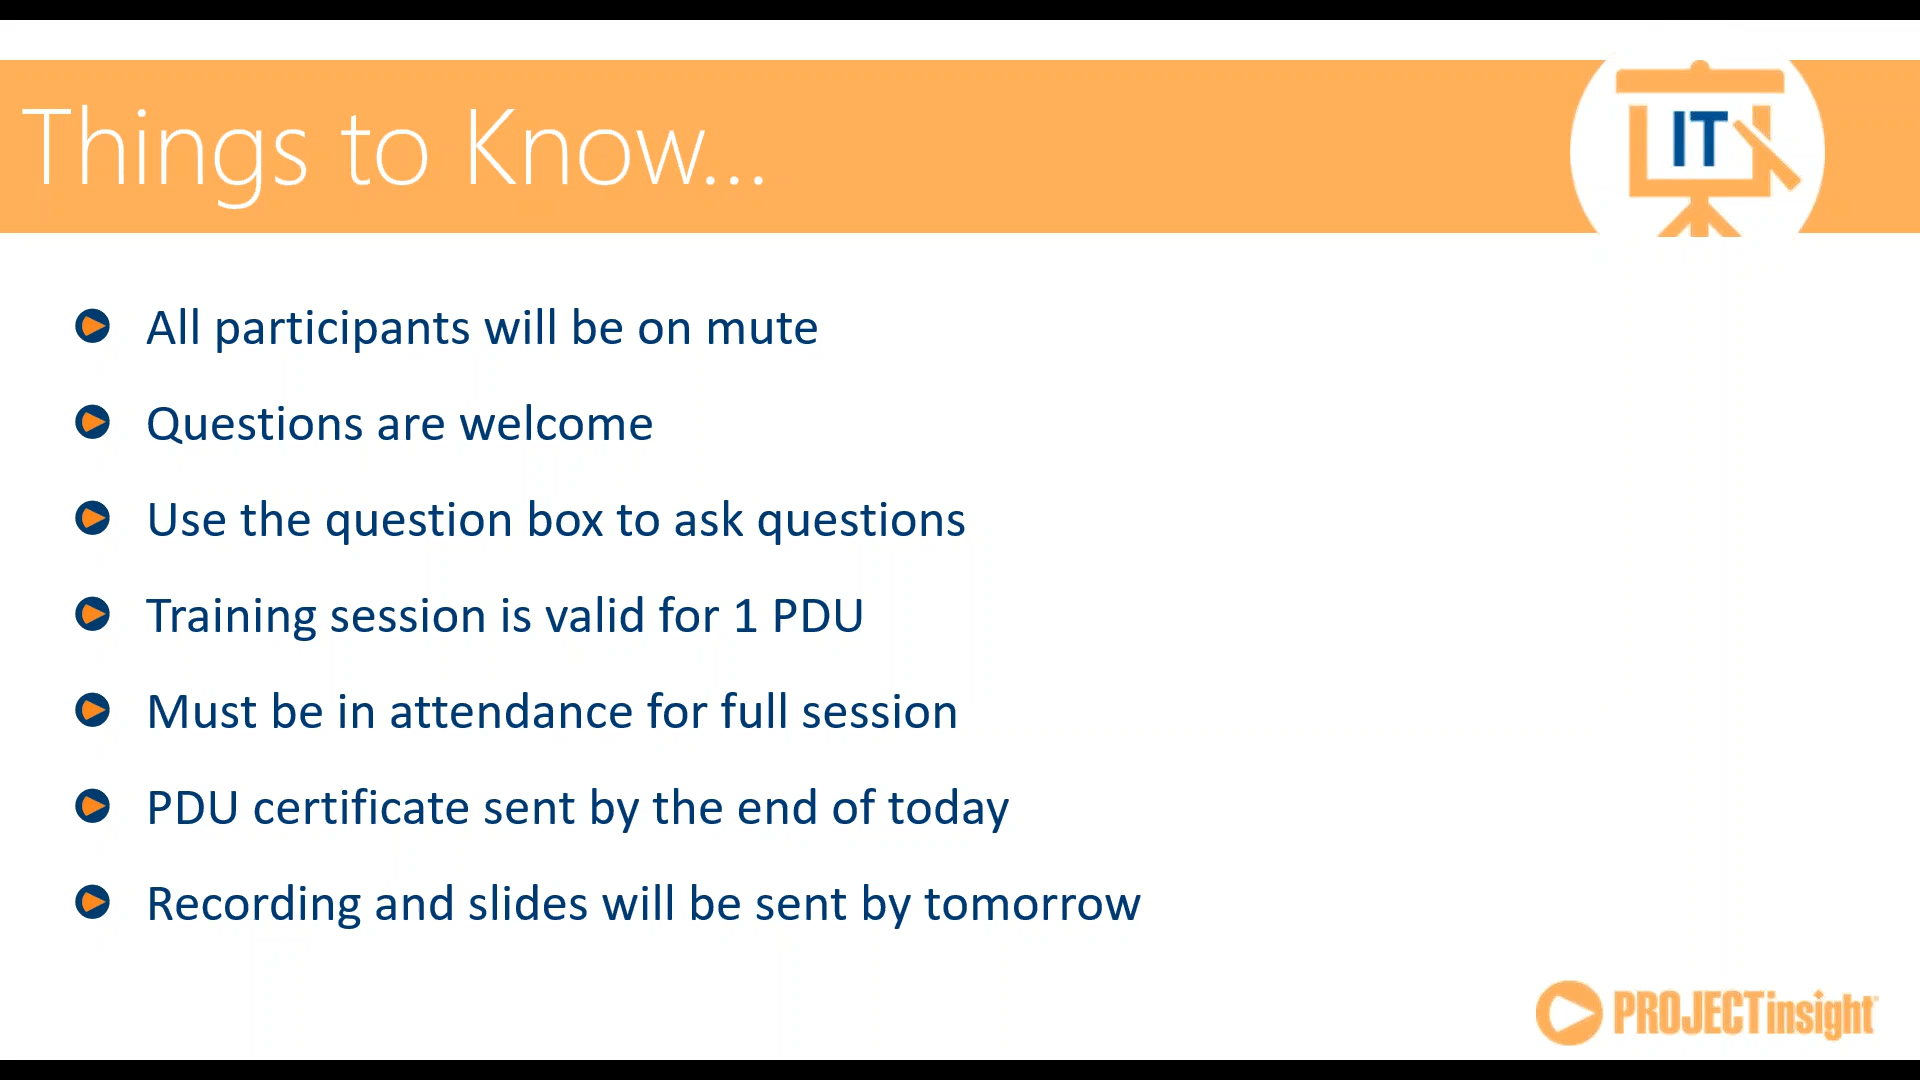 Things to Know...
IT
All participants will be on mute
Questions are welcome
Use the question box to ask questions
Training session is valid for 1 PDU
Must be in attendance for full session
PDU certificate sent by the end of today
Recording and slides will be sent by tomorrow
PROJECTinsight